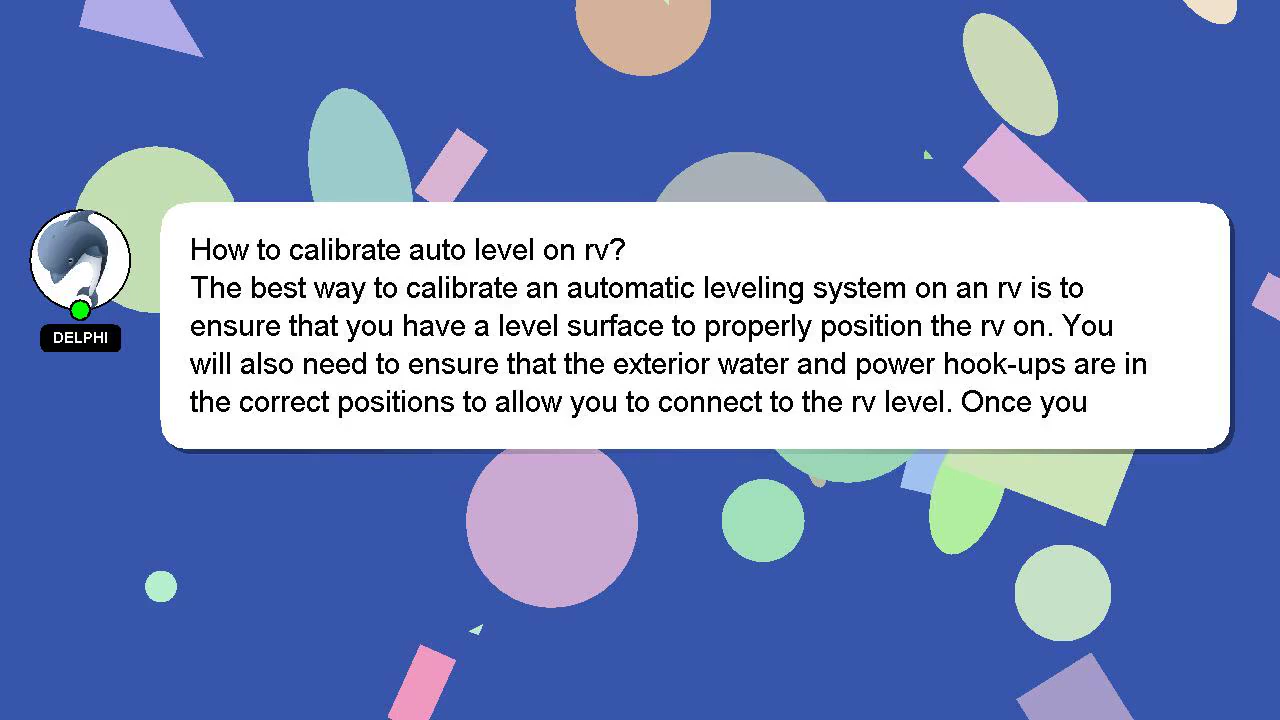 How to calibrate auto level on rv?
The best way to calibrate an automatic leveling system on an rv is to
ensure that you have a level surface to properly position the rv on. You
will also need to ensure that the exterior water and power hook-ups are in
the correct positions to allow you to connect to the rv level. Once you
DELPHI